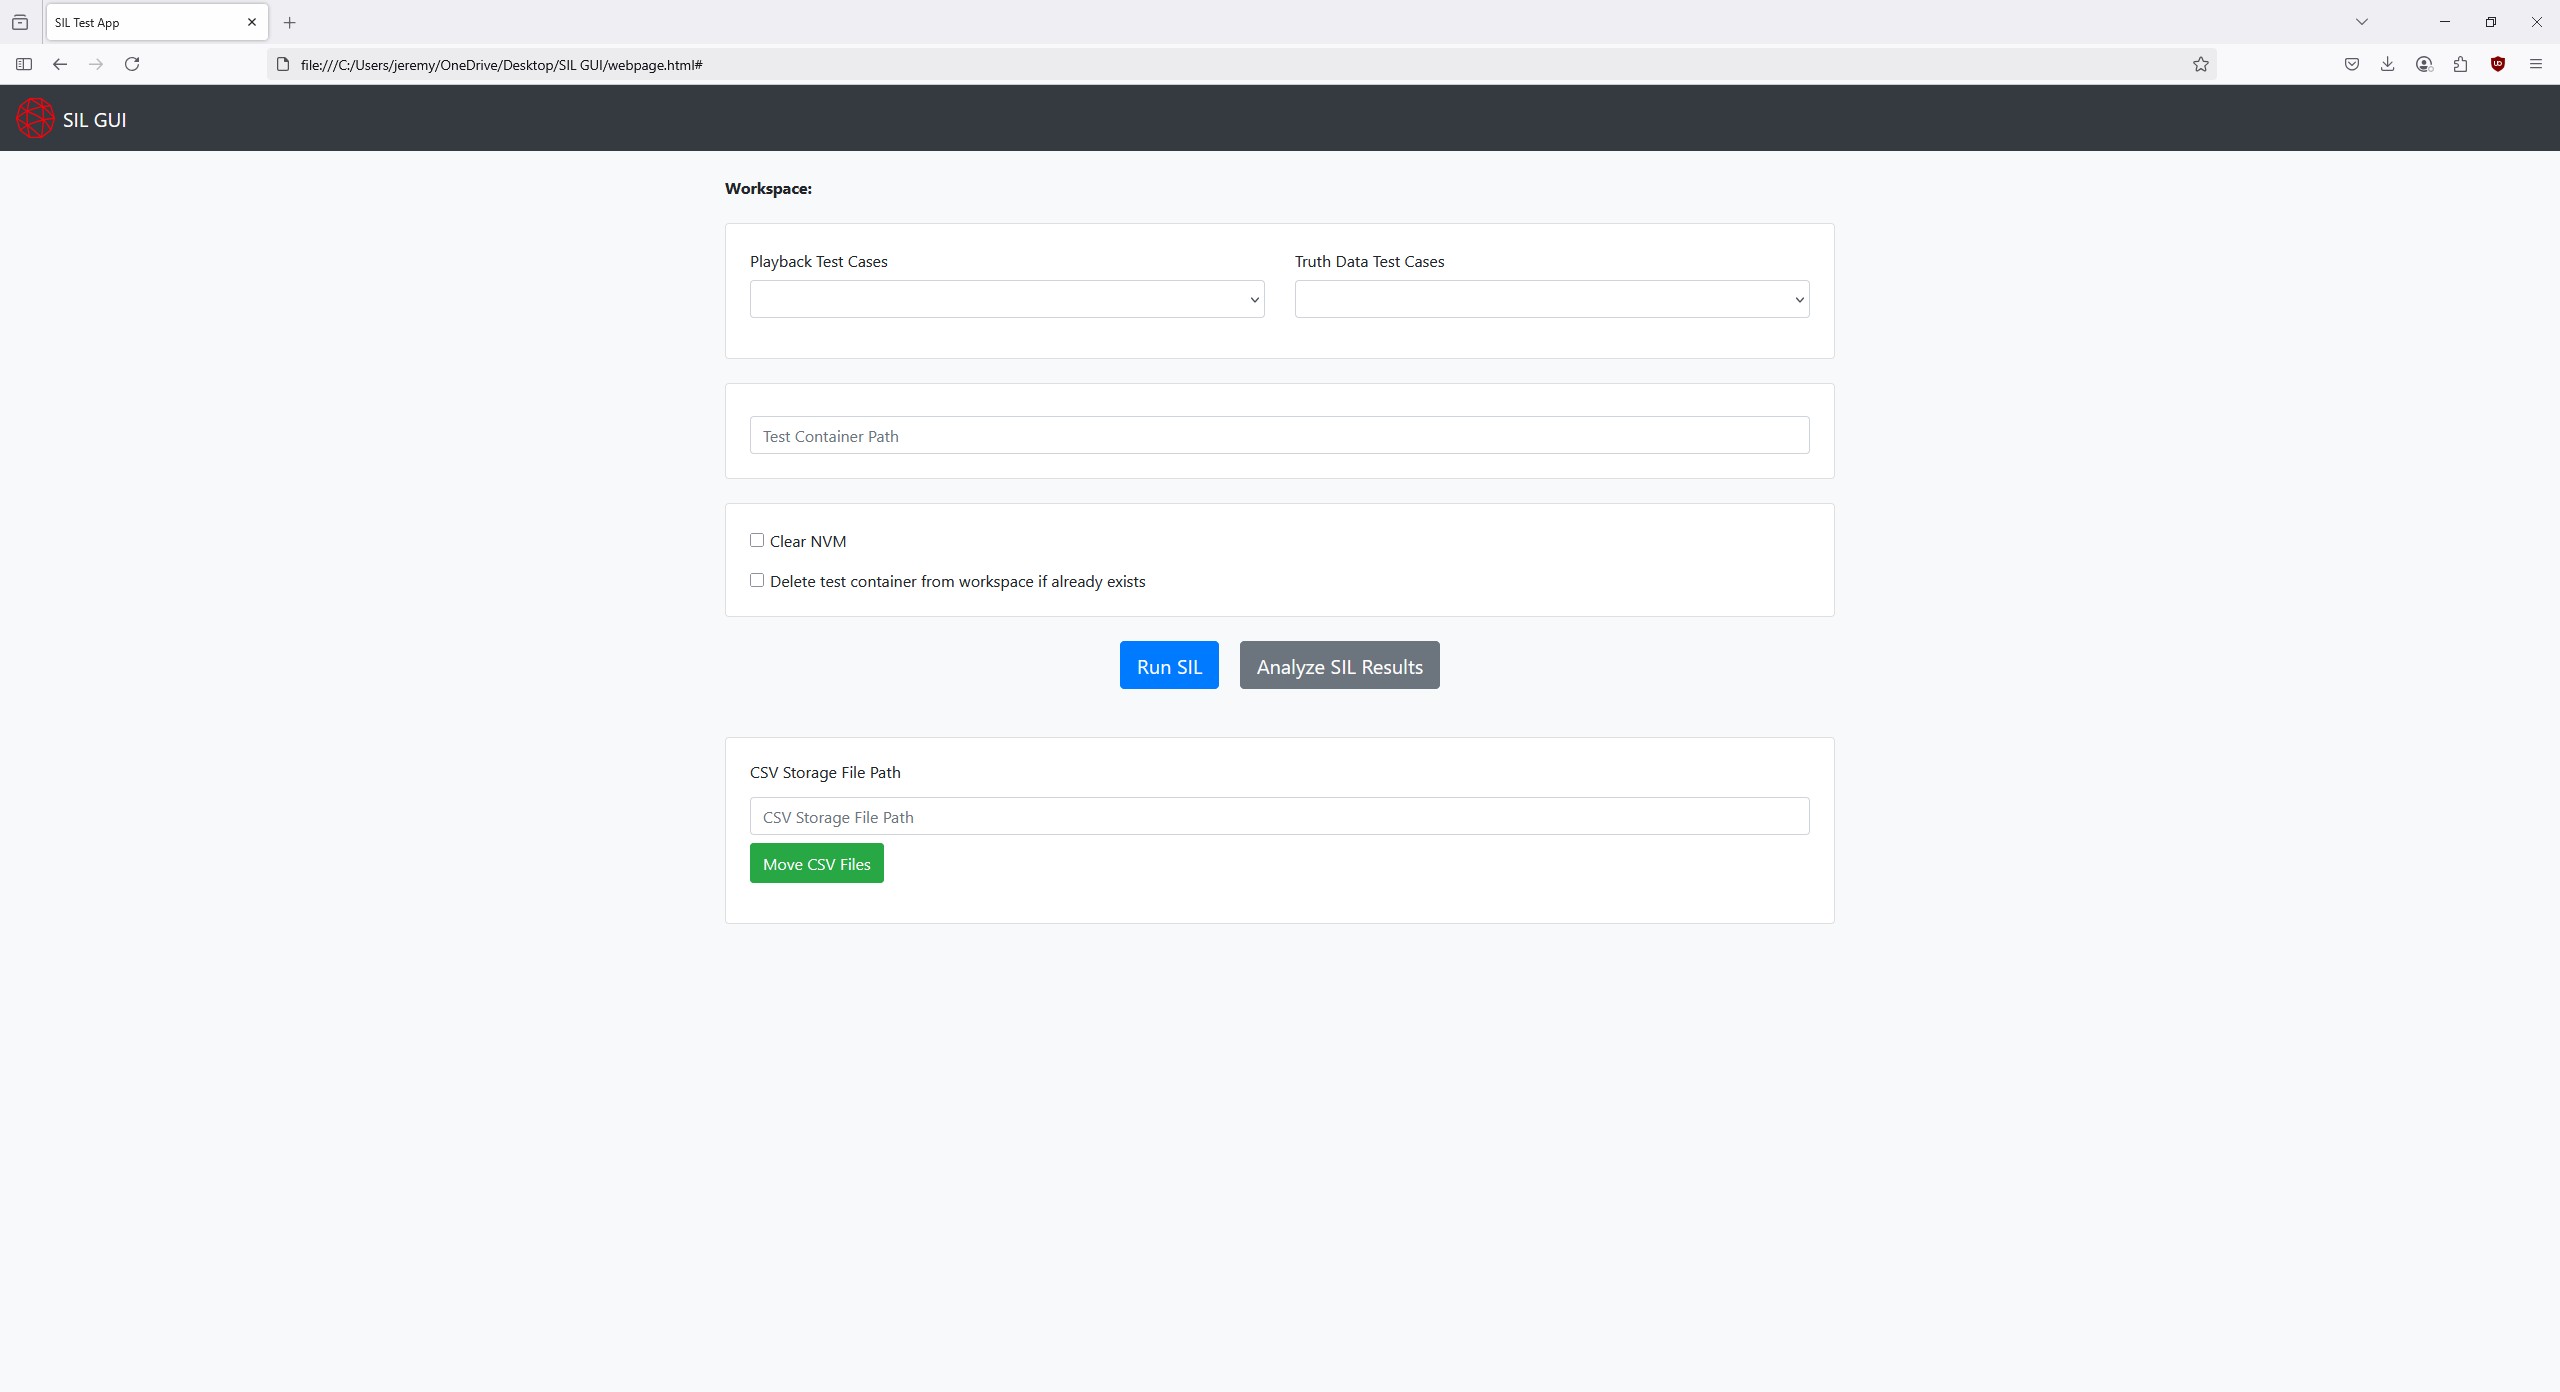 SIL Test App
file:///C:/Users/jeremy/OneDrive/Desktop/SIL GUI/webpage.html#
SIL GUI
Workspace:
Playback Test Cases
Truth Data Test Cases
Test Container Path
Clear NVM
Delete test container from workspace if already exists
Run SIL
Analyze SIL Results
CSV Storage File Path
CSV Storage File Path
Move CSV Files